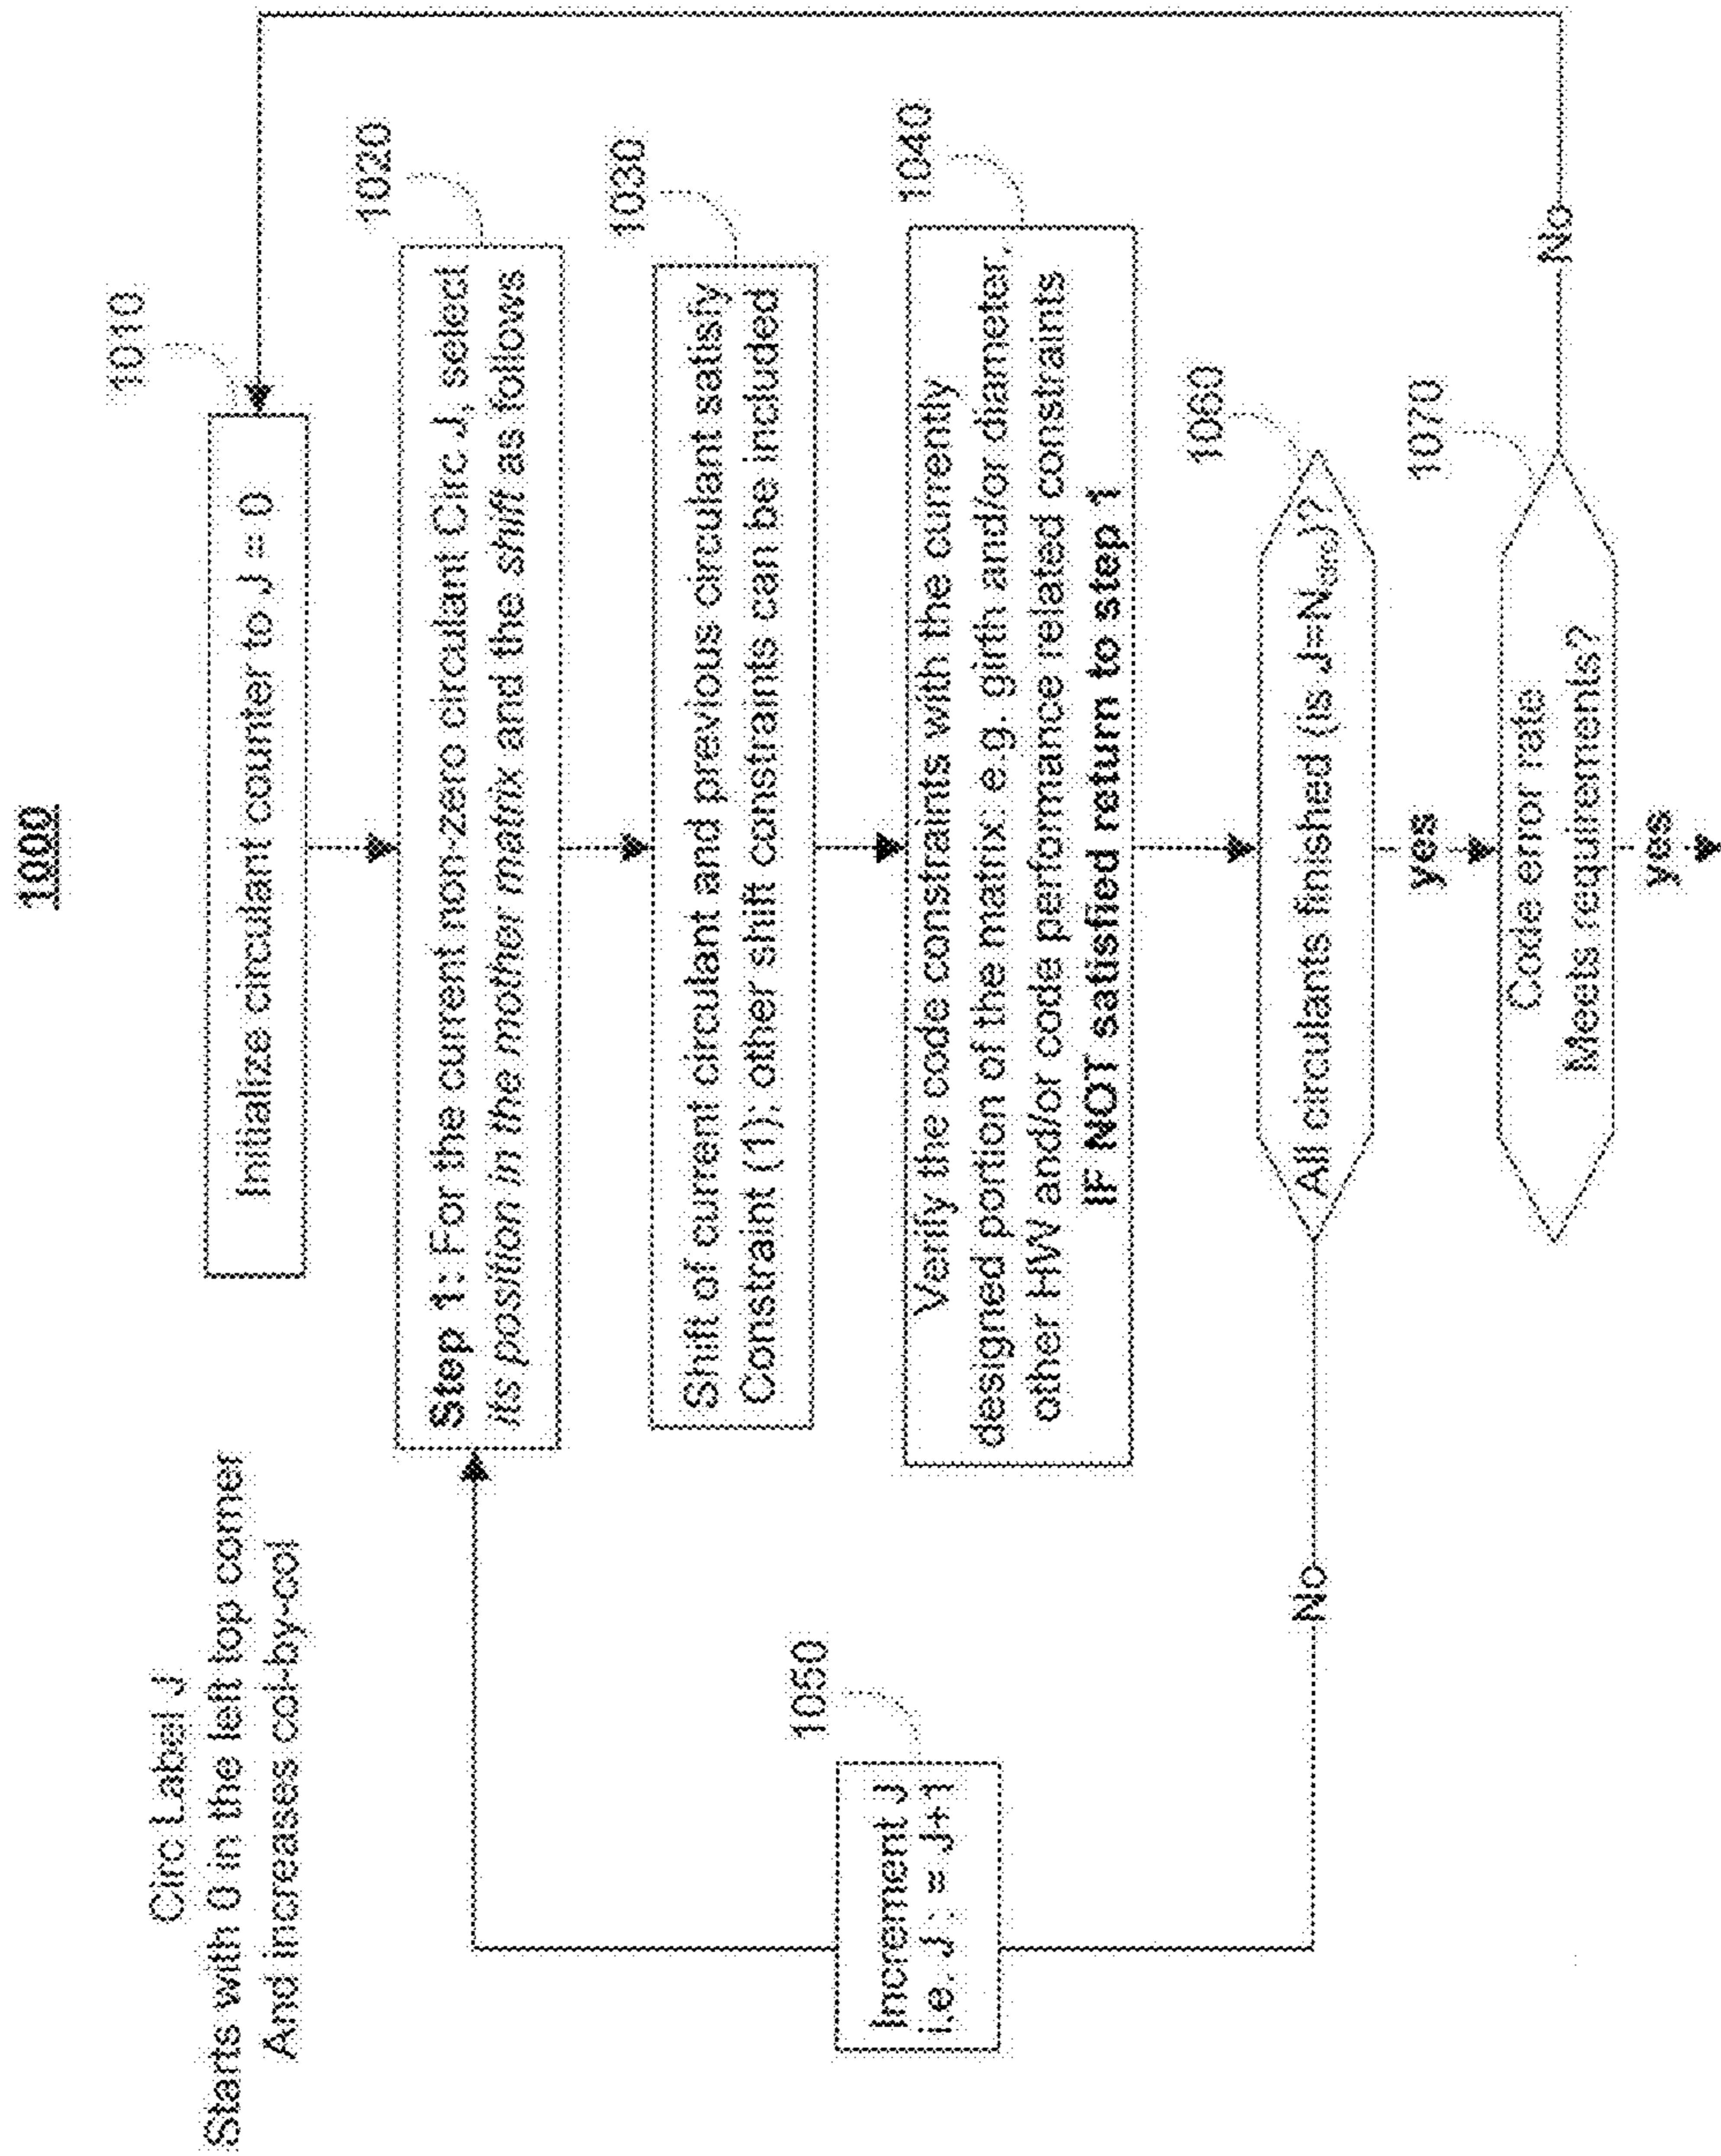 1000
Circ Label J
Starts with 0 in the left top corner
And increases col-by-col
1010
Initialize circulant counter to J = 0
1020
Step 1: For the current non-zero circulant Circ J, select
its position in the mother matrix and the shift as follows
1030
Shift of current circulant and previous circulant satisfy
Constraint (1); other shift constraints can be included
1040
Verify the code constraints with the currently
designed portion of the matrix: e.g. girth and/or diameter,
other HW and/or code performance related constraints
IF NOT satisfied return to step 1
1050
Increment J
i.e. J : = J+1
1060
All circulants finished (is
No
yes
1070
Code error rate
Meets requirements?
No
yes